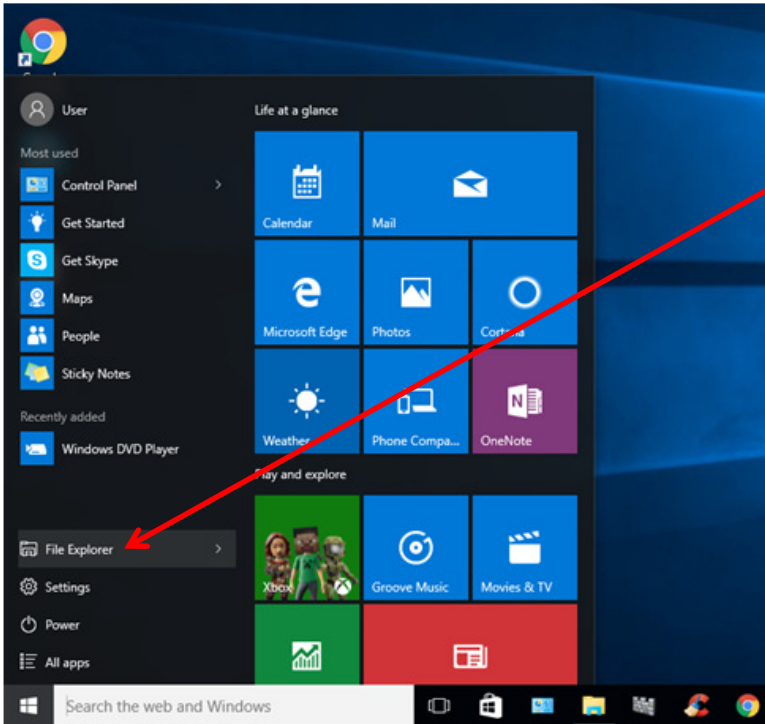 User
Most used
Control Panel
Get Started
Get Skype
Maps
People
Sticky Notes
Recently added
Windows DVD Player
File Explorer
Settings
Power
All apps
Life at a glance
Calendar
Mail
Microsoft Edge
Photos
Cortana
Weather
Phone Compa...
OneNote
Play and explore
Xbox
Groove Music
Movies & TV
Search the web and Windows